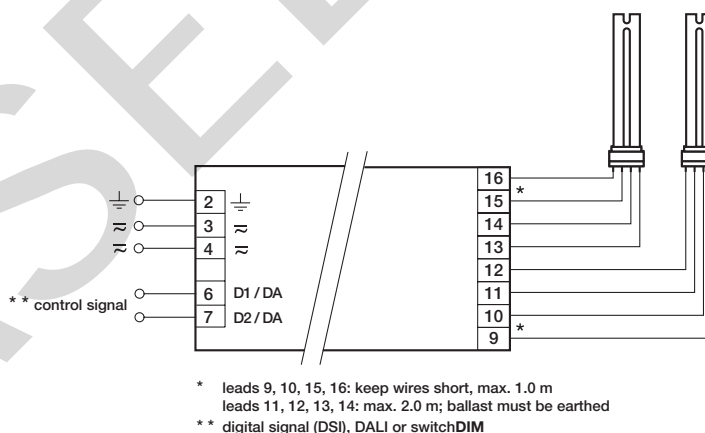 16
*
15
14
13
12
11
10
*
9
2
3 ≂
≂ 4 ≂
6 D1 / DA
* * control signal
7 D2 / DA
* leads 9, 10, 15, 16: keep wires short, max. 1.0 m
leads 11, 12, 13, 14: max. 2.0 m; ballast must be earthed
* * digital signal (DSI), DALI or switchDIM